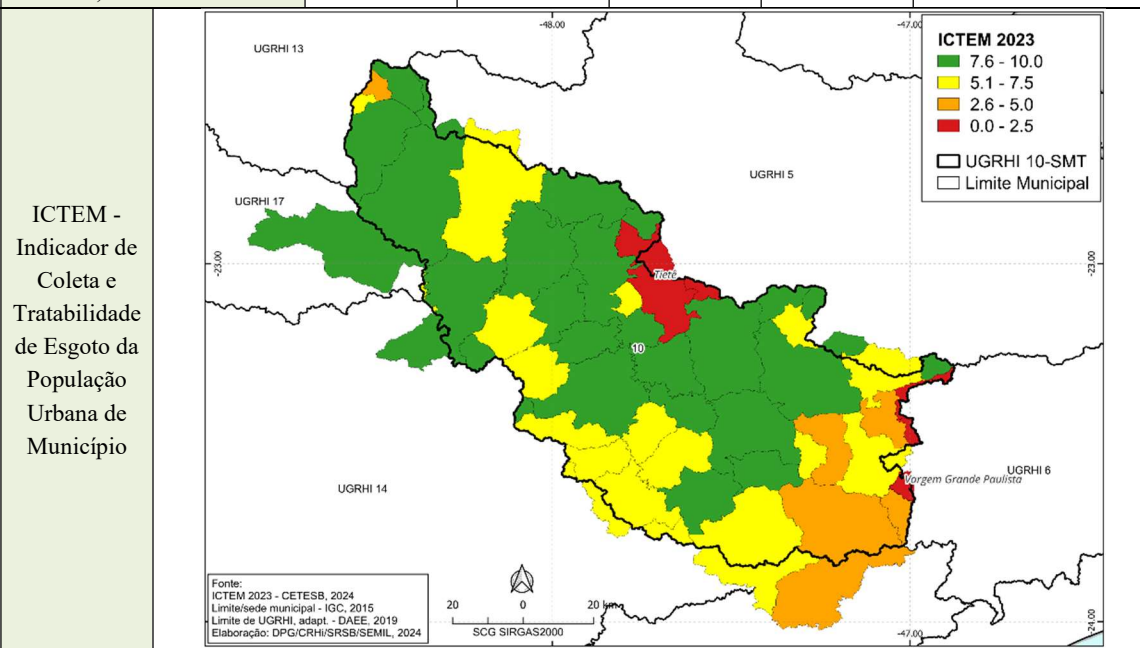 ICTEM -
Indicador de
Coleta e
Tratabilidade
de Esgoto da
População
Urbana de
Município
-48.00
-47.00
UGRHI 13
ICTEM 2023
7.6 - 10.0
5.1 - 7.5
2.6 - 5.0
0.0 - 2.5
UGRHI 10-SMT
Limite Municipal
UGRHI 5
UGRHI 17
-23.00
-23.00
Tietê
10
UGRHI 6
Vargem Grande Paulista
UGRHI 14
Fonte:
ICTEM 2023 - CETESB, 2024
Limite/sede municipal - IGC, 2015
Limite de UGRHI, adapt. - DAEE, 2019
Elaboração: DPG/CRHi/SRSB/SEMIL, 2024
20 0 20 km
SCG SIRGAS2000
-47.00
-24.00